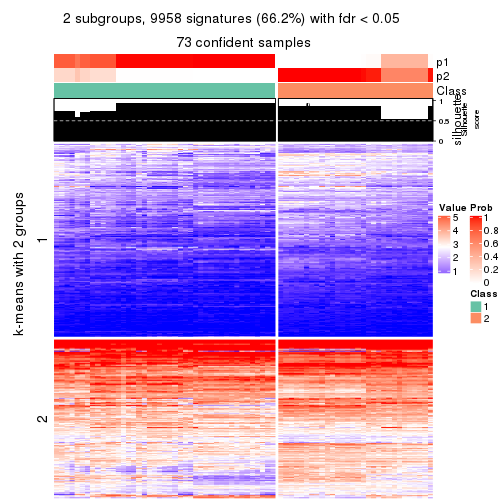 2 subgroups, 9958 signatures (66.2%) with fdr < 0.05
73 confident samples
p1
p2
Class
1
0.5
0
silhouette
Silhouette
score
k-means with 2 groups
1
2
Value
5
4
3
2
1
Prob
1
0.8
0.6
0.4
0.2
0
Class
1
2